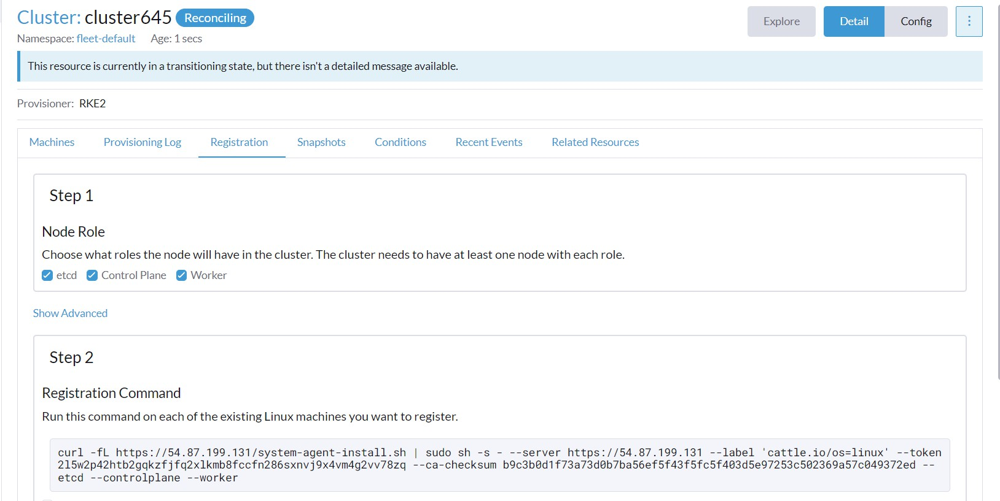 Cluster: cluster645 Reconciling
Explore Detail Config
Namespace: fleet-default Age: 1 secs
This resource is currently in a transitioning state, but there isn't a detailed message available.
Provisioner: RKE2
Machines Provisioning Log Registration Snapshots Conditions Recent Events Related Resources
Step 1
Node Role
Choose what roles the node will have in the cluster. The cluster needs to have at least one node with each role.
etcd Control Plane Worker
Show Advanced
Step 2
Registration Command
Run this command on each of the existing Linux machines you want to register.
curl -fL https://54.87.199.131/system-agent-install.sh | sudo sh -s - --server https://54.87.199.131 --label 'cattle.io/os=linux' --token
2l5w2p42htb2gqkzfjfq2xlkmb8fccfn286sxnvj9x4vm4g2vv78zq --ca-checksum b9c3b0d1f73a73d0b7ba56ef5f43f5fc5f403d5e97253c502369a57c049372ed --
etcd --controlplane --worker